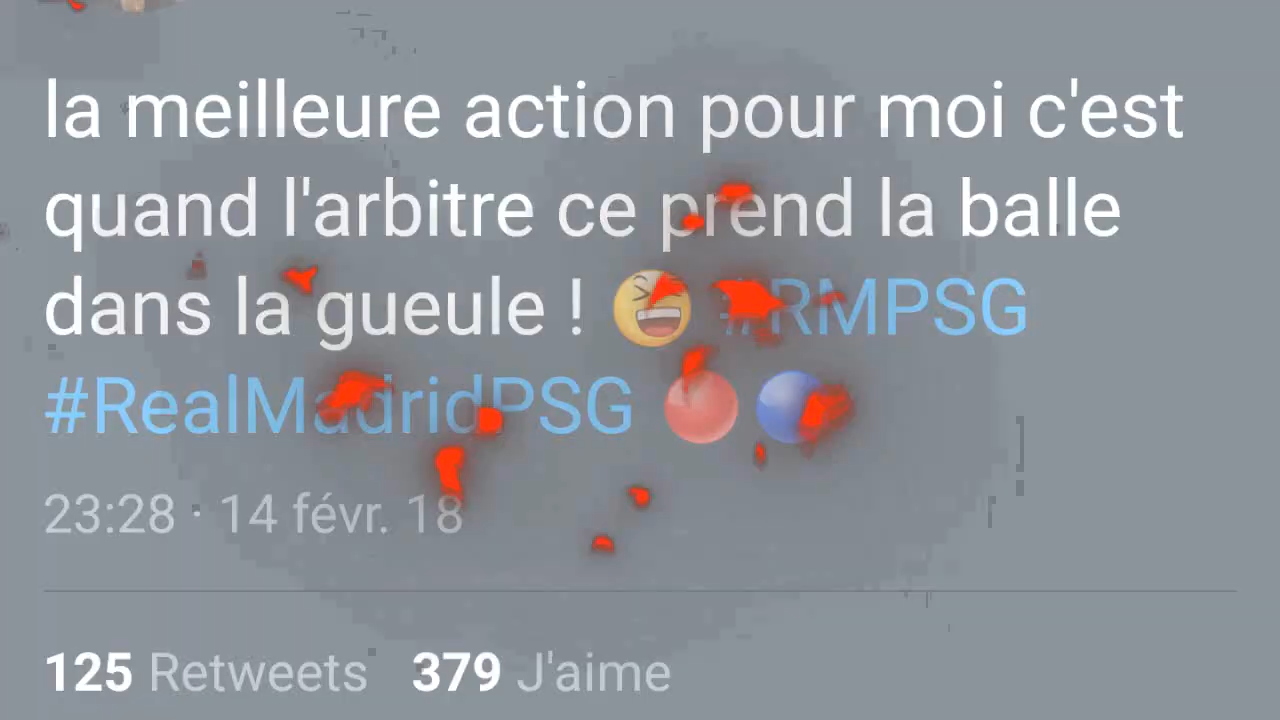 la meilleure action pour moi c'est
quand l'arbitre ce prend la balle
dans la gueule ! 😆 #RMPSG
#RealMadridPSG 🔴 🔵
23:28 · 14 févr. 18
125 Retweets 379 J'aime